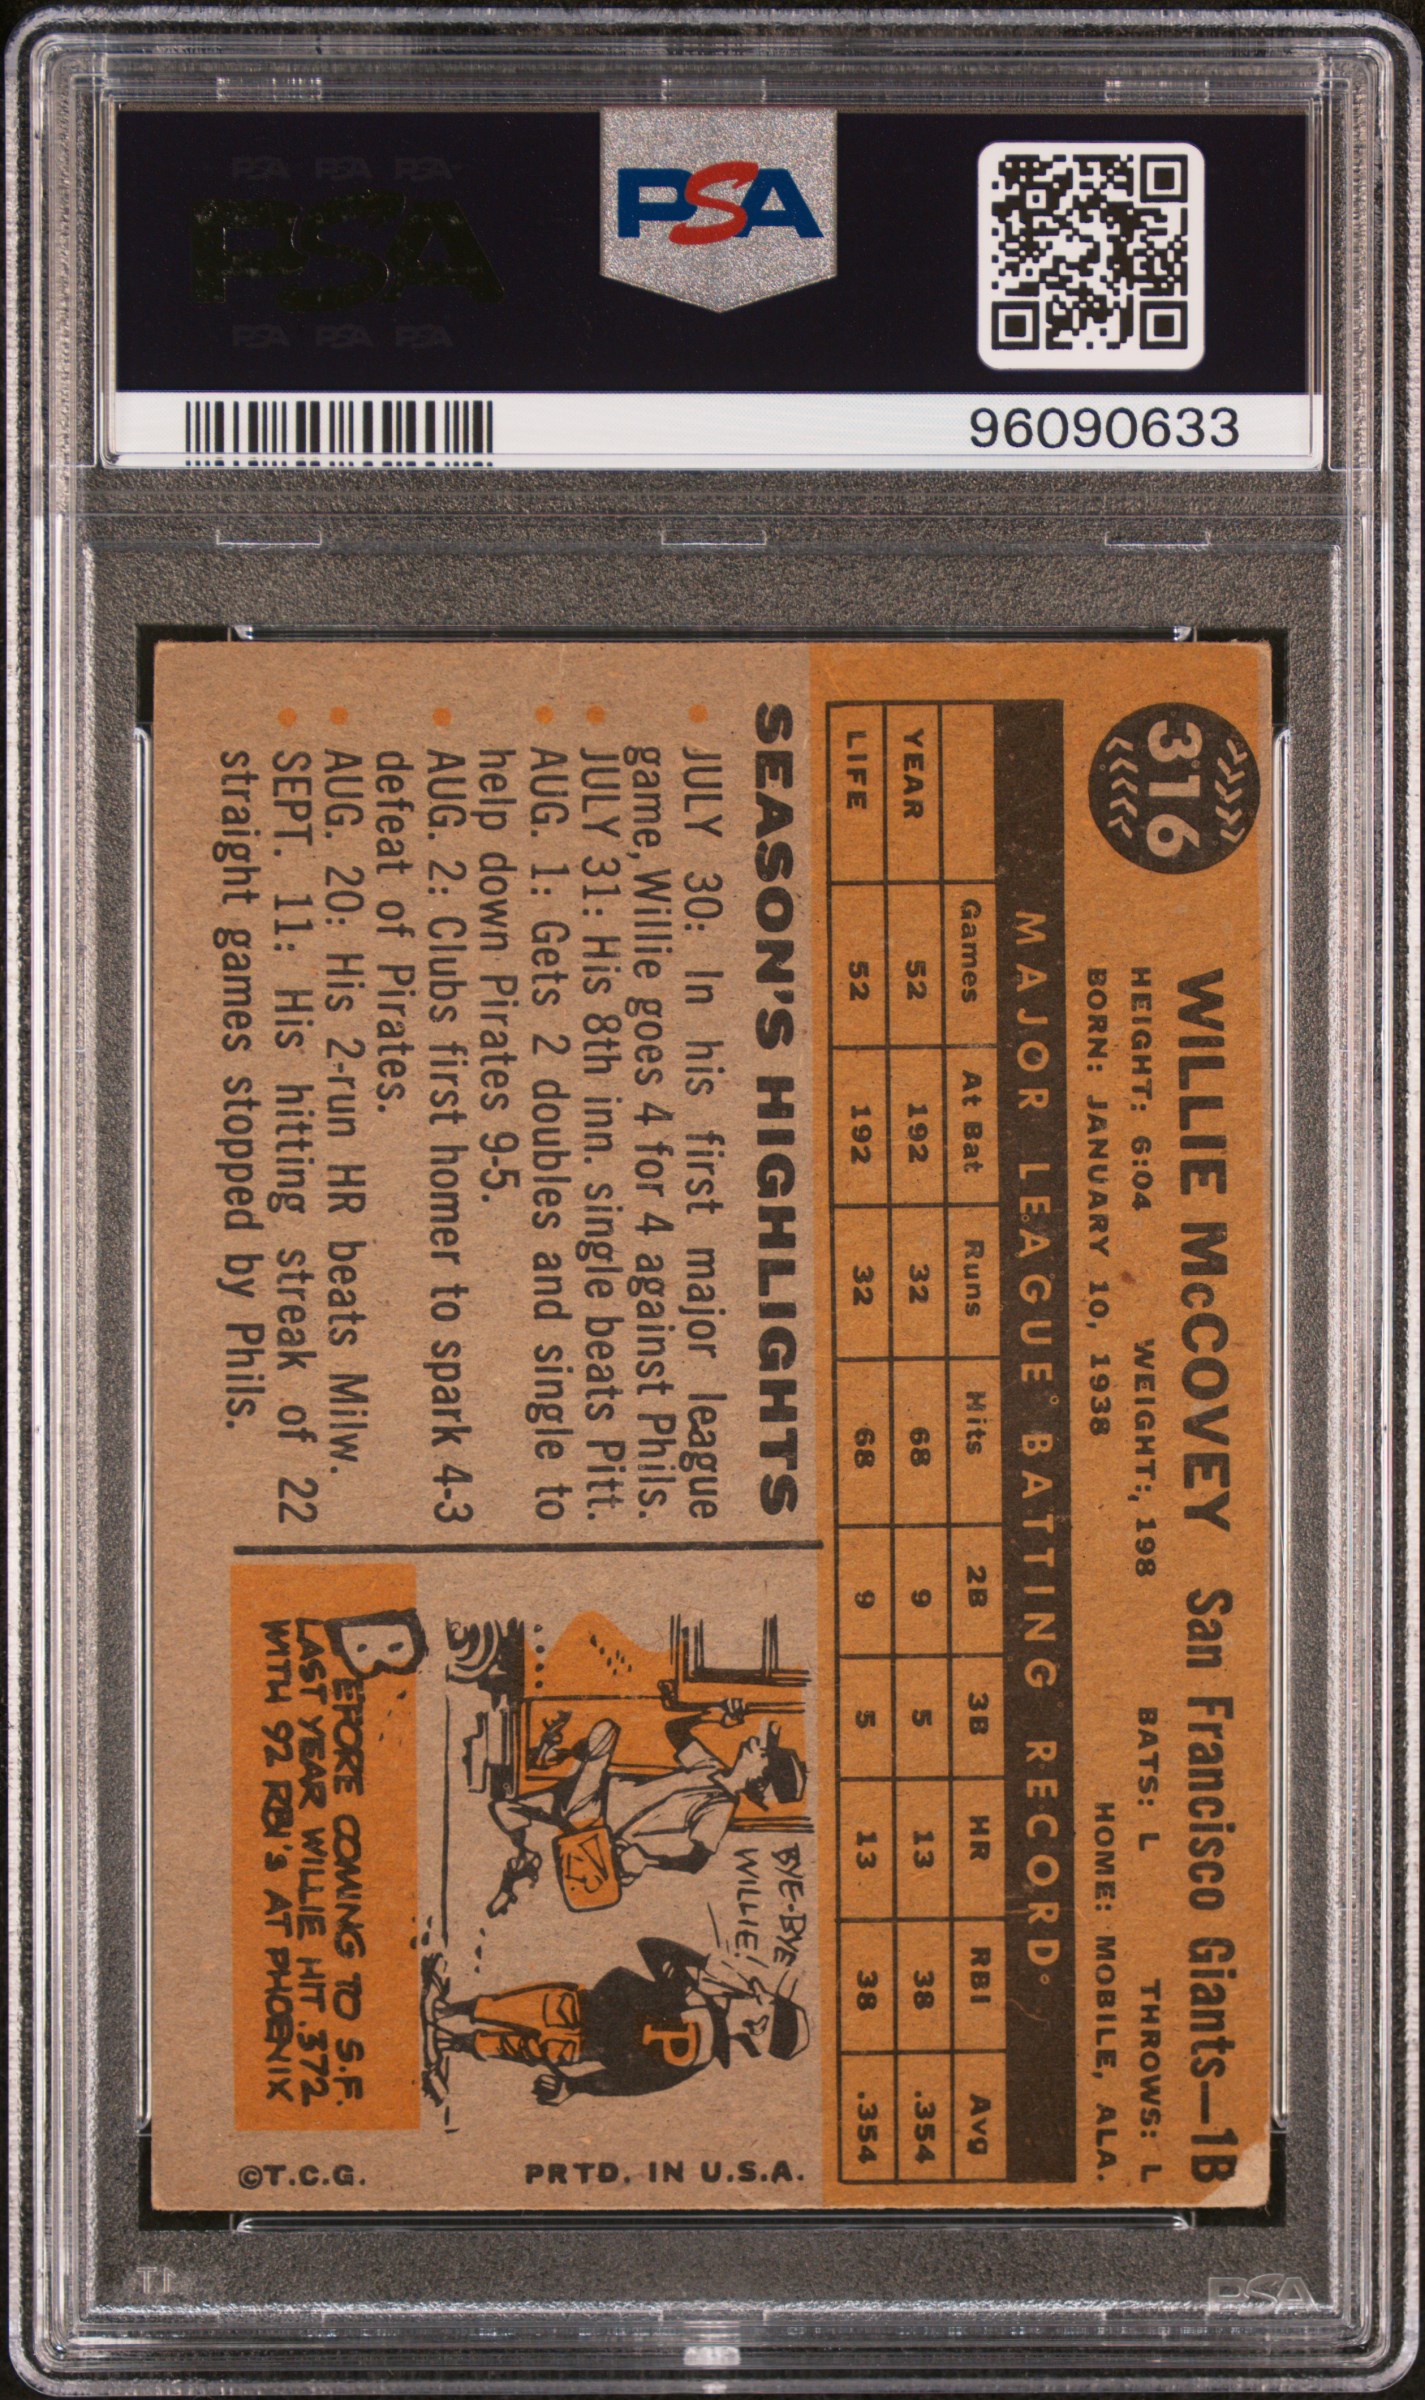 PSA PSA PSA
PSA
PSA PSA PSA
PSA
96090633
316
WILLIE McCOVEY San Francisco Giants—1B
HEIGHT: 6:04 WEIGHT: 198 BATS: L THROWS: L
BORN: JANUARY 10, 1938 HOME: MOBILE, ALA.
MAJOR LEAGUE BATTING RECORD
Games At Bat Runs Hits 2B 3B HR RBI Avg
YEAR 52 192 32 68 9 5 13 38 .354
LIFE 52 192 32 68 9 5 13 38 .354
SEASON'S HIGHLIGHTS
• JULY 30: In his first major league
game, Willie goes 4 for 4 against Phils.
• JULY 31: His 8th inn. single beats Pitt.
• AUG. 1: Gets 2 doubles and single to
help down Pirates 9-5.
• AUG. 2: Clubs first homer to spark 4-3
defeat of Pirates.
• AUG. 20: His 2-run HR beats Milw.
• SEPT. 11: His hitting streak of 22
straight games stopped by Phils.
BYE-BYE
WILLIE!
P
BEFORE COMING TO S.F.
LAST YEAR WILLIE HIT .372
WITH 92 RBI's AT PHOENIX
©T.C.G.
PRTD. IN U.S.A.
PSA